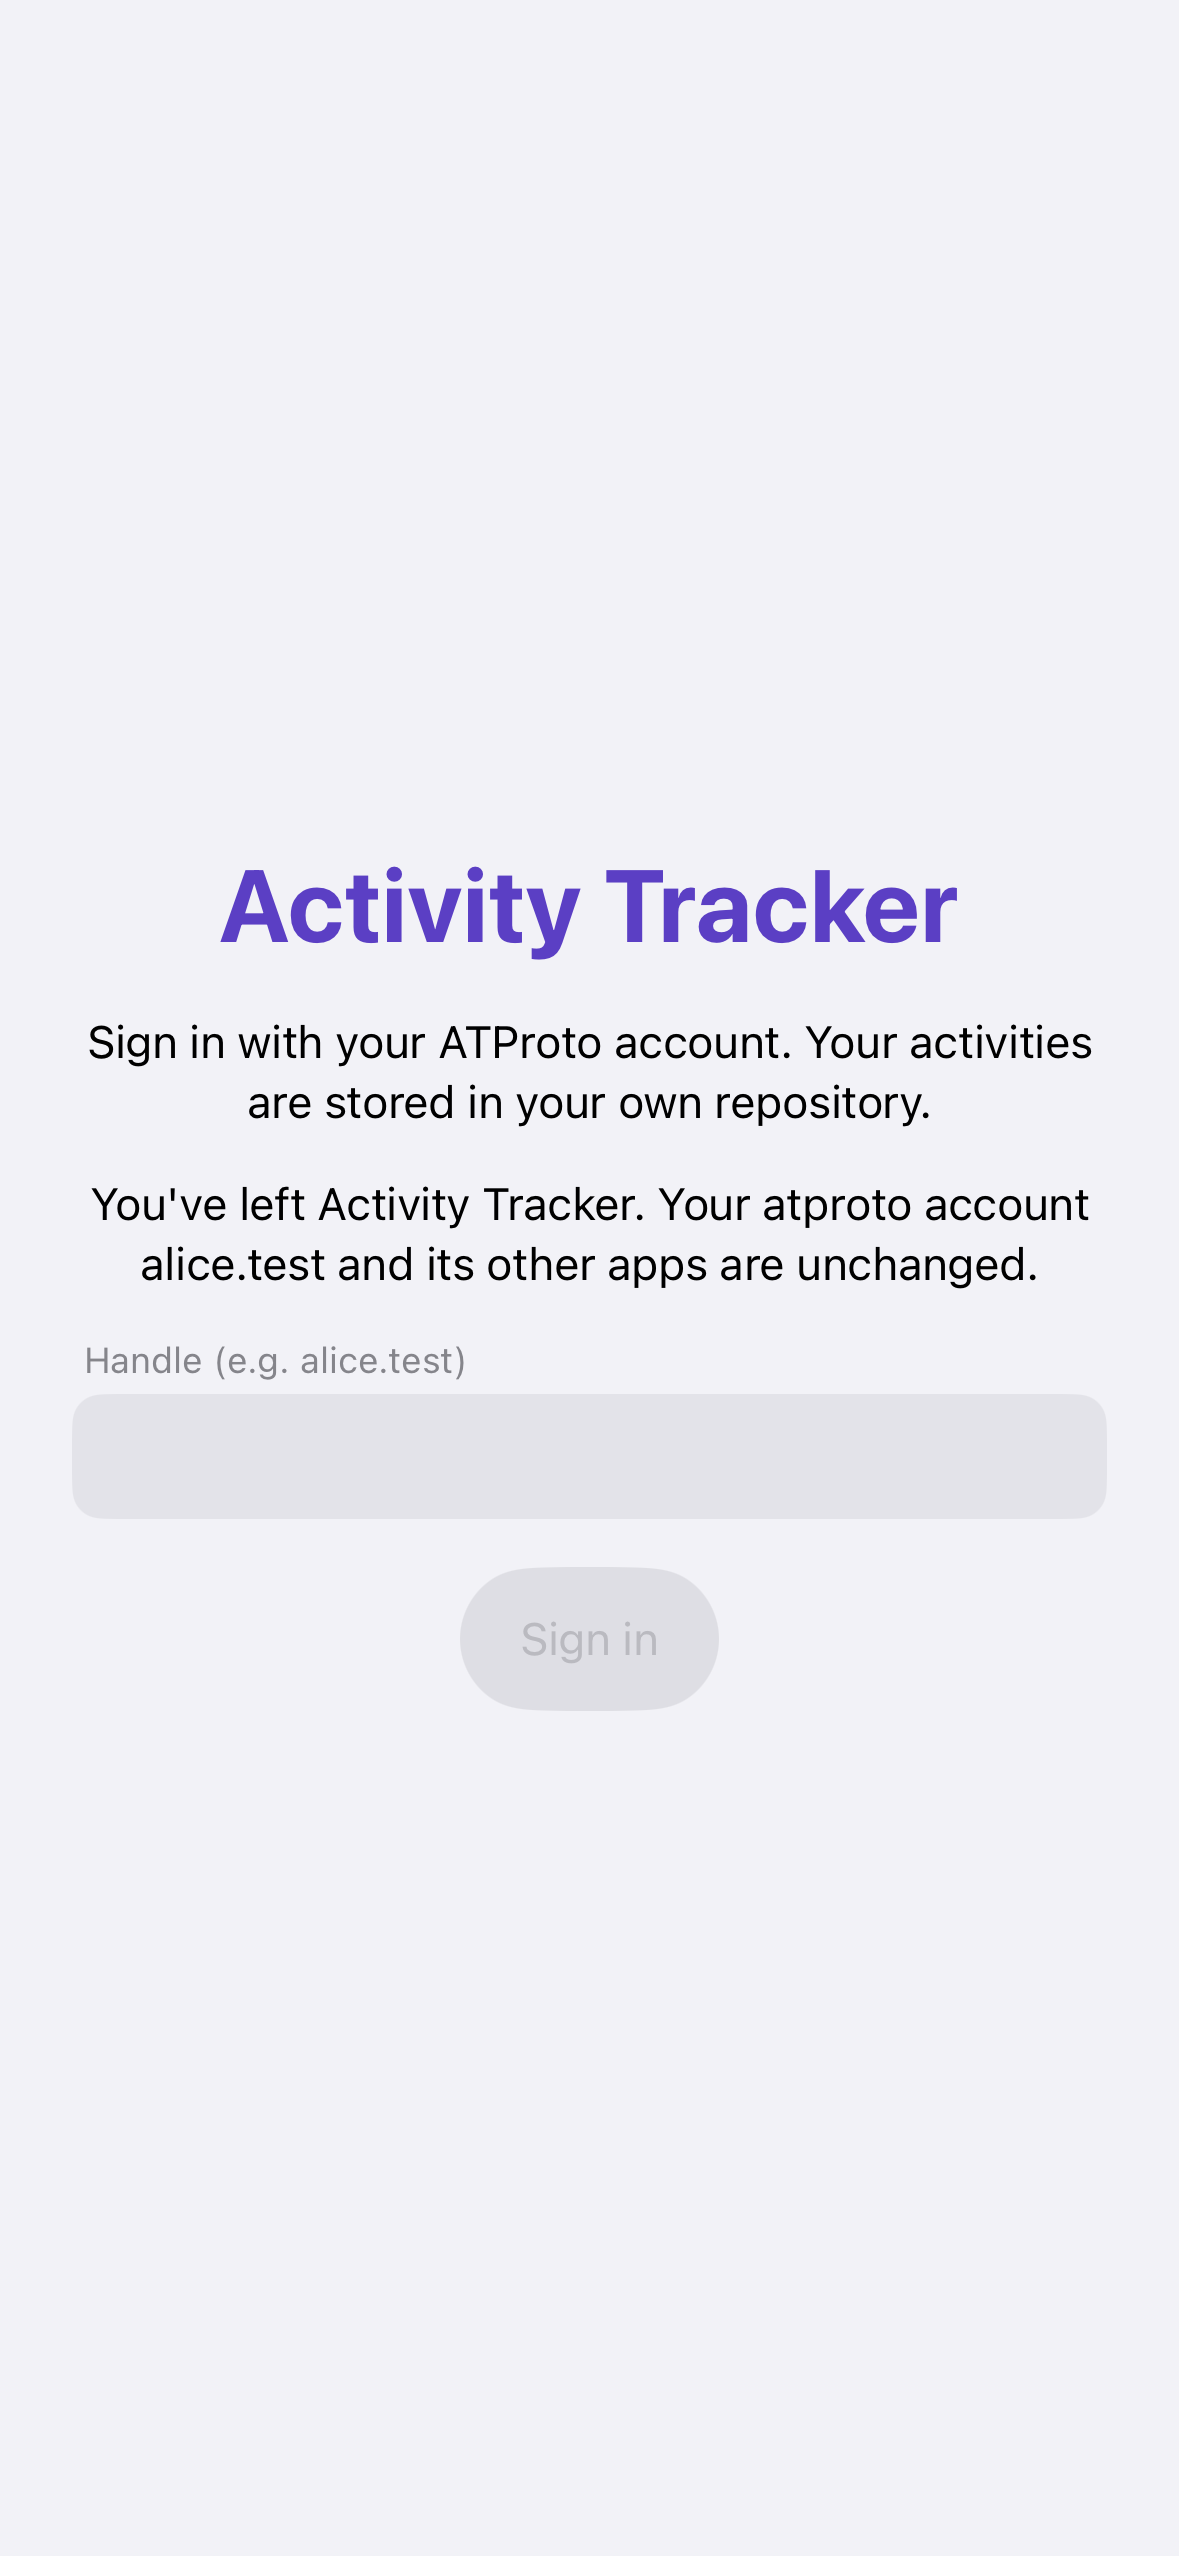 Activity Tracker
Sign in with your ATProto account. Your activities
are stored in your own repository.
You've left Activity Tracker. Your atproto account
alice.test and its other apps are unchanged.
Handle (e.g. alice.test)
Sign in